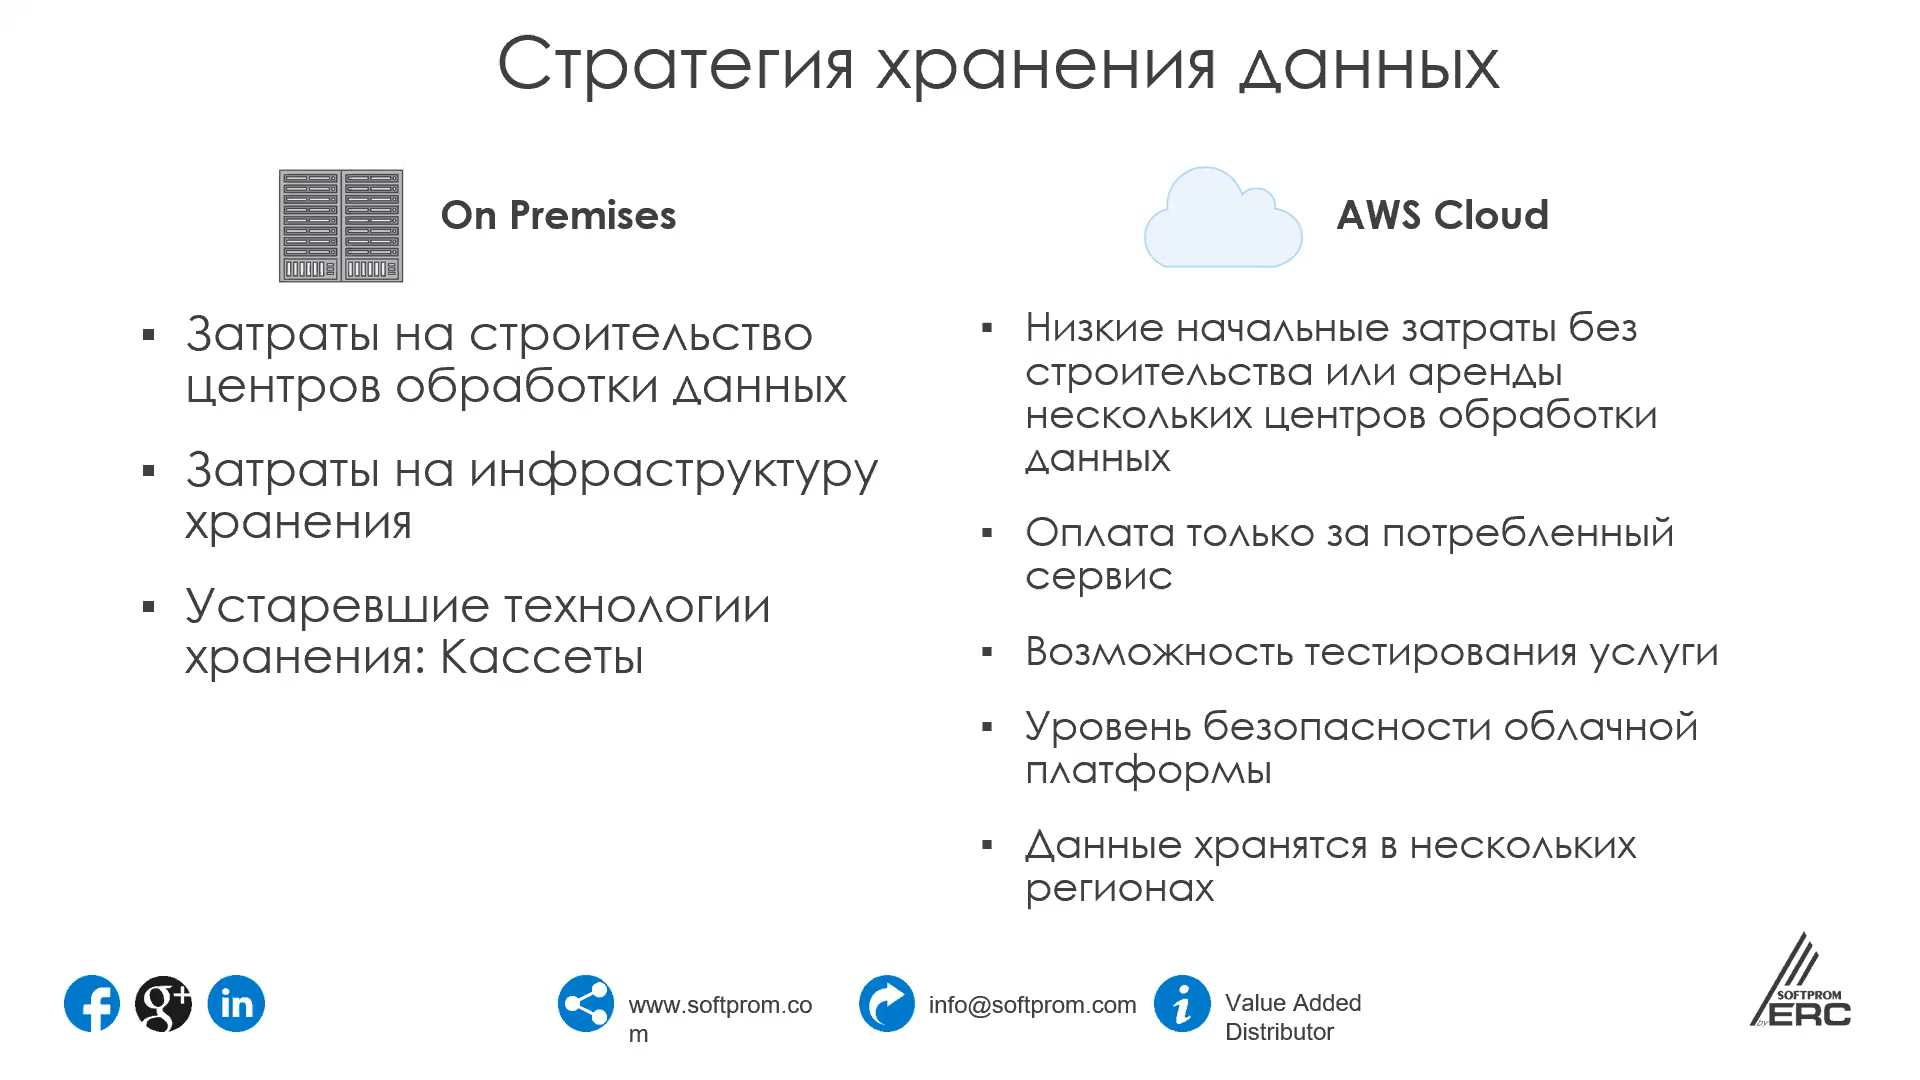 Стратегия хранения данных
On Premises
▪ Затраты на строительство
центров обработки данных
▪ Затраты на инфраструктуру
хранения
▪ Устаревшие технологии
хранения: Кассеты
AWS Cloud
▪ Низкие начальные затраты без
строительства или аренды
нескольких центров обработки
данных
▪ Оплата только за потребленный
сервис
▪ Возможность тестирования услуги
▪ Уровень безопасности облачной
платформы
▪ Данные хранятся в нескольких
регионах
f g+ in
www.softprom.co
m
info@softprom.com
i
Value Added
Distributor
SOFTPROM
by ERC